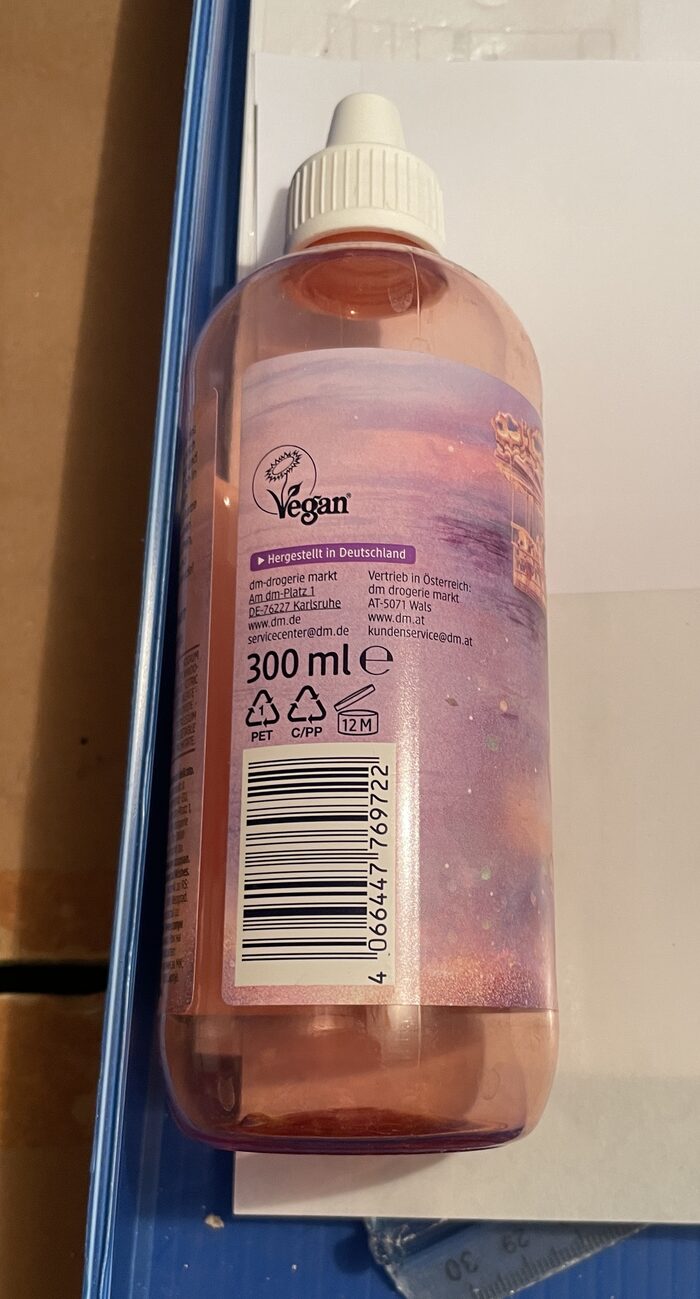 Vegan®
▶ Hergestellt in Deutschland
dm-drogerie markt
Am dm-Platz 1
DE-76227 Karlsruhe
www.dm.de
servicecenter@dm.de
Vertrieb in Österreich:
dm drogerie markt
AT-5071 Wals
www.dm.at
kundenservice@dm.at
300 ml ℮
1
PET
C/PP
12 M
4 066447 769722
29
30